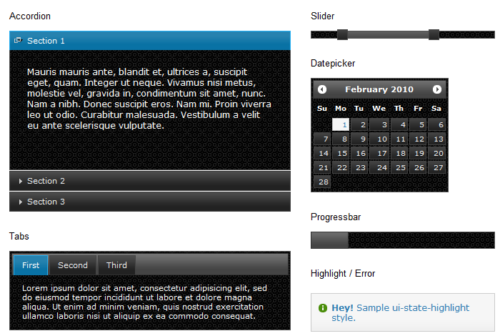 Accordion
Section 1
Mauris mauris ante, blandit et, ultrices a, suscipit
eget, quam. Integer ut neque. Vivamus nisi metus,
molestie vel, gravida in, condimentum sit amet, nunc.
Nam a nibh. Donec suscipit eros. Nam mi. Proin viverra
leo ut odio. Curabitur malesuada. Vestibulum a velit
eu ante scelerisque vulputate.
Section 2
Section 3
Tabs
First Second Third
Lorem ipsum dolor sit amet, consectetur adipisicing elit, sed
do eiusmod tempor incididunt ut labore et dolore magna
aliqua. Ut enim ad minim veniam, quis nostrud exercitation
ullamco laboris nisi ut aliquip ex ea commodo consequat.
Slider
Datepicker
February 2010
Su Mo Tu We Th Fr Sa
1 2 3 4 5 6
7 8 9 10 11 12 13
14 15 16 17 18 19 20
21 22 23 24 25 26 27
28
Progressbar
Highlight / Error
Hey! Sample ui-state-highlight
style.